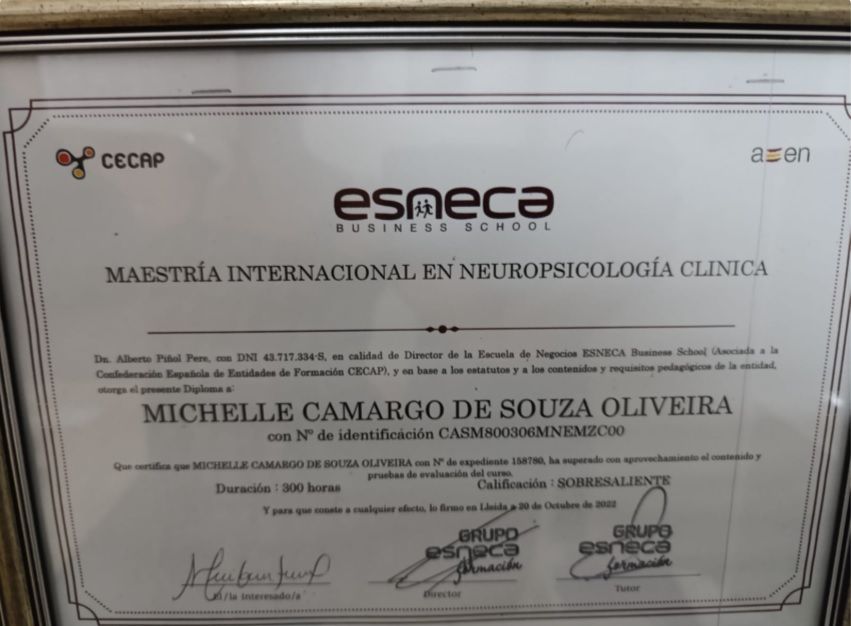 CECAP
aen
esneca
BUSINESS SCHOOL
MAESTRÍA INTERNACIONAL EN NEUROPSICOLOGÍA CLINICA
Dn. Alberto Piñol Pere, con DNI 43.717.334-S, en calidad de Director de la Escuela de Negocios ESNECA Business School (Asociada a la
Confederación Española de Entidades de Formación CECAP), y en base a los estatutos y a los contenidos y requisitos pedagógicos de la entidad,
otorga el presente Diploma a:
MICHELLE CAMARGO DE SOUZA OLIVEIRA
con Nº de identificación CASM800306MNEMZC00
Que certifica que MICHELLE CAMARGO DE SOUZA OLIVEIRA con Nº de expediente 158780, ha superado con aprovechamiento el contenido y
pruebas de evaluación del curso.
Duración : 300 horas Calificación : SOBRESALIENTE
Y para que conste a cualquier efecto, lo firmo en Lleida a 20 de Octubre de 2022
GRUPO
esneca
formación
GRUPO
esneca
formación
El/la interesado/a
Director
Tutor